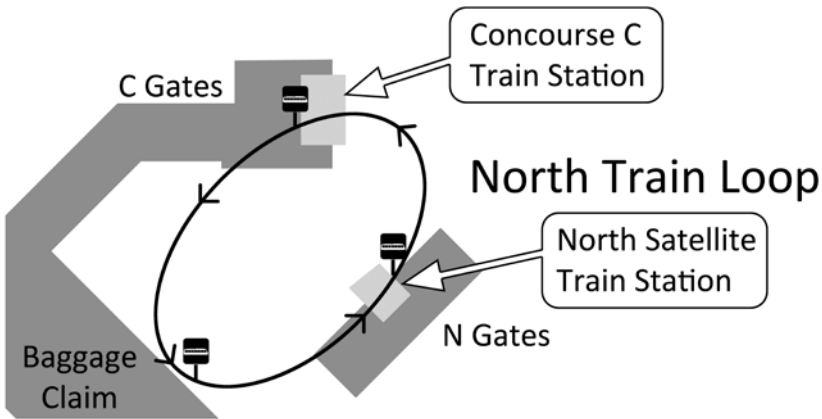 Concourse C
Train Station
C Gates
North Train Loop
North Satellite
Train Station
N Gates
Baggage
Claim